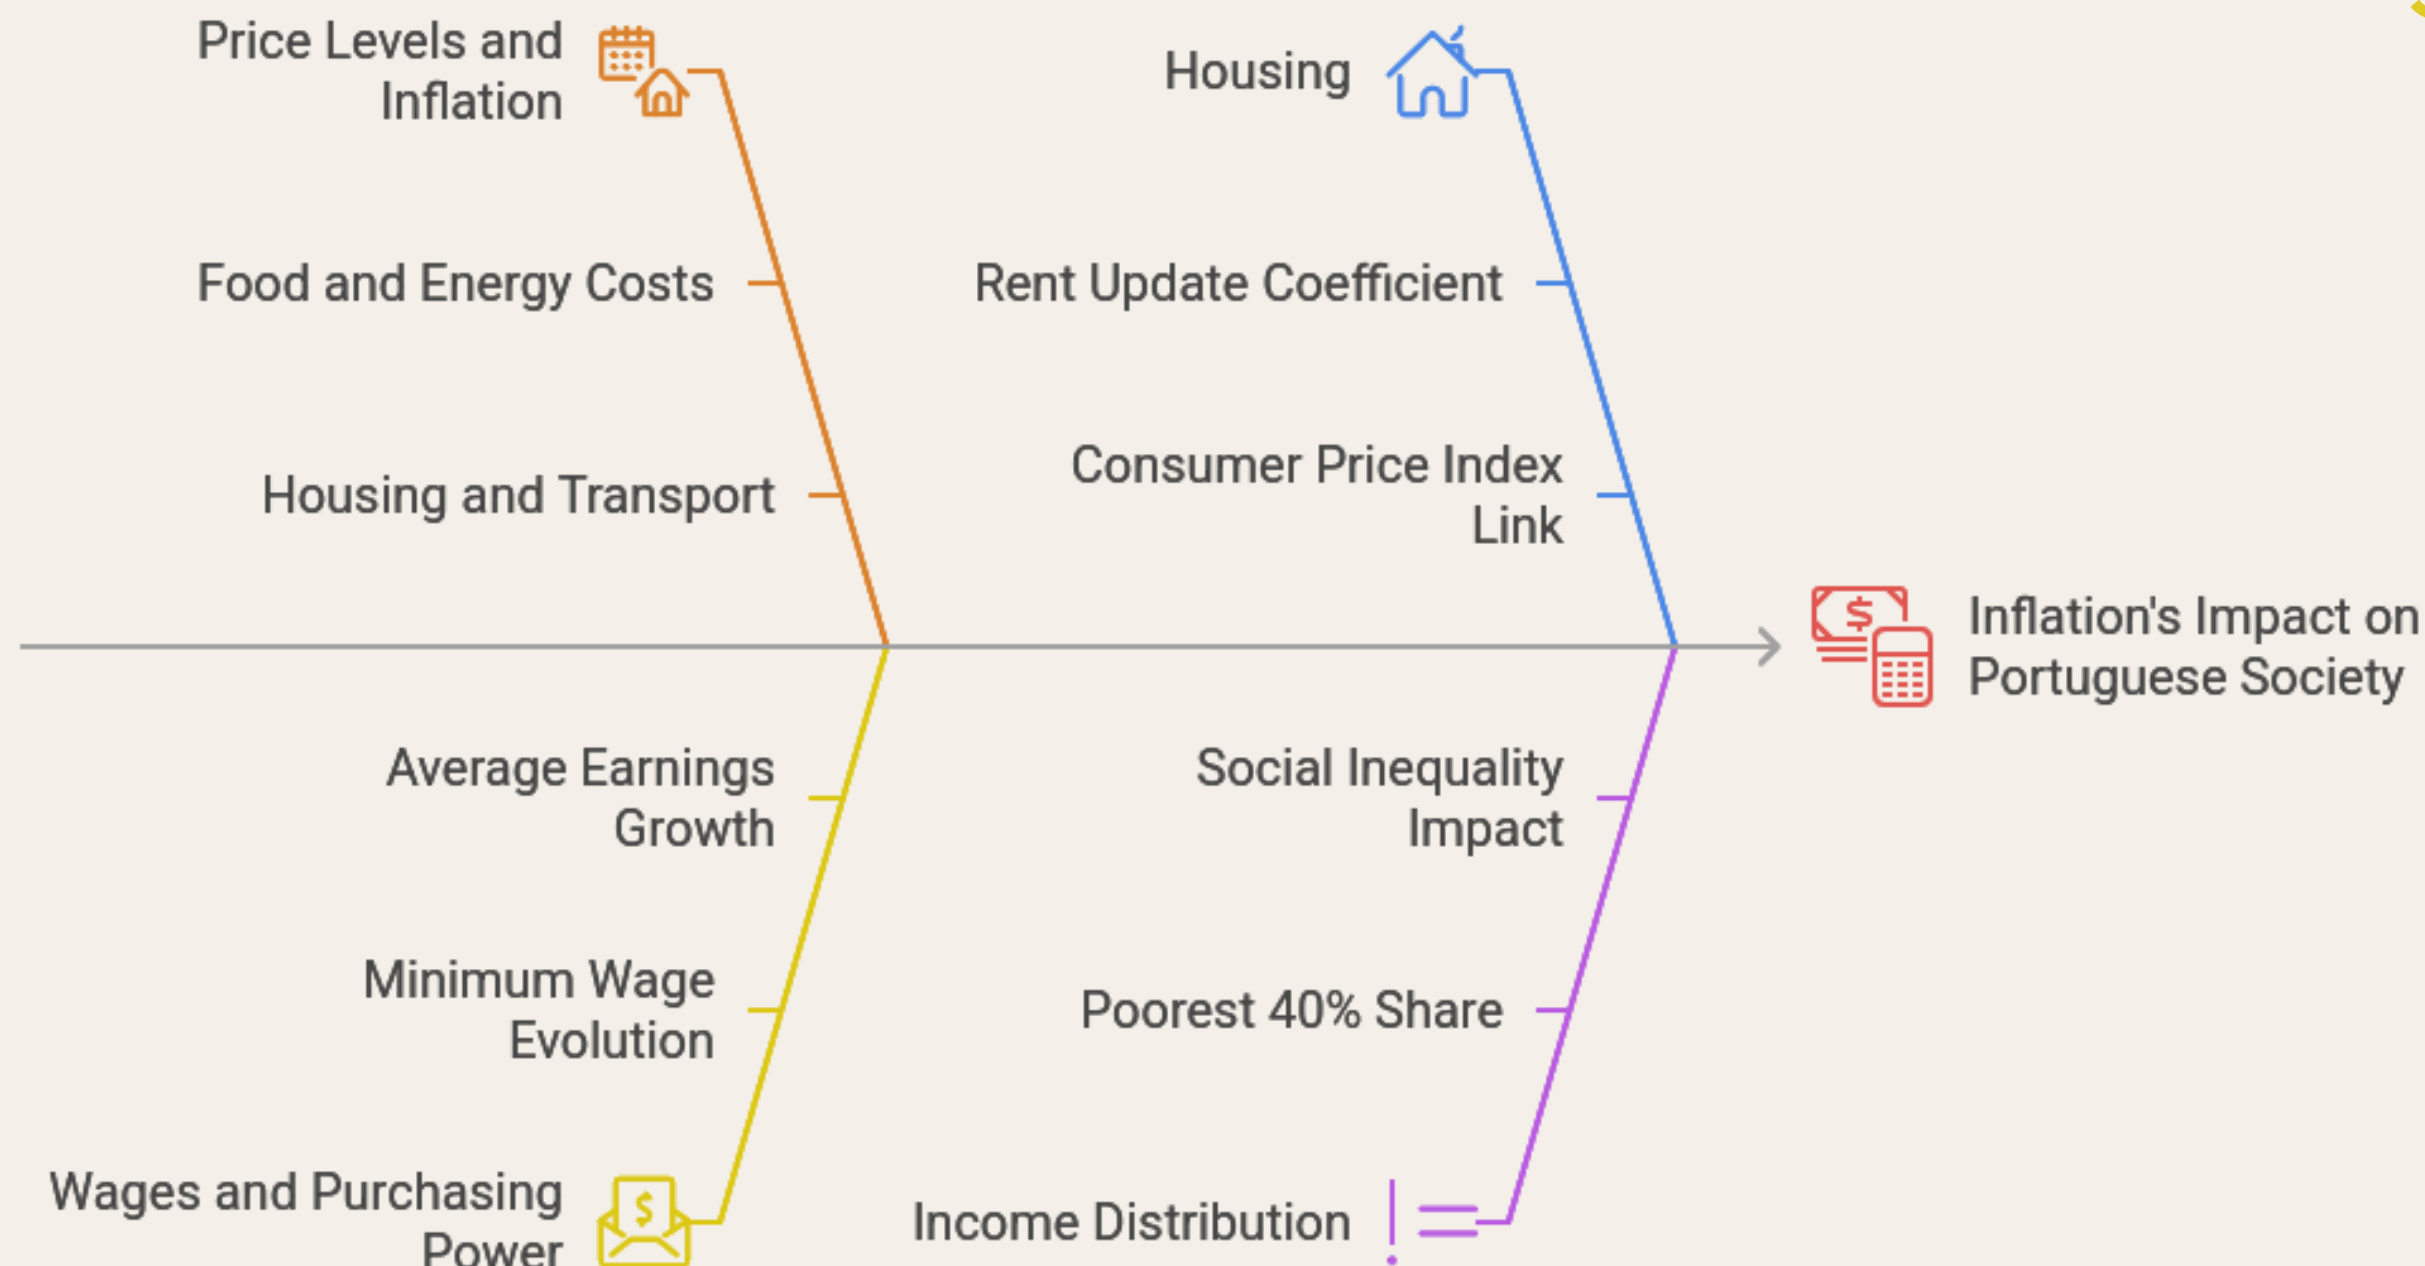 Price Levels and
Inflation
Housing
Food and Energy Costs
Rent Update Coefficient
Housing and Transport
Consumer Price Index
Link
Inflation's Impact on
Portuguese Society
Average Earnings
Growth
Social Inequality
Impact
Minimum Wage
Evolution
Poorest 40% Share
Wages and Purchasing
Power
Income Distribution